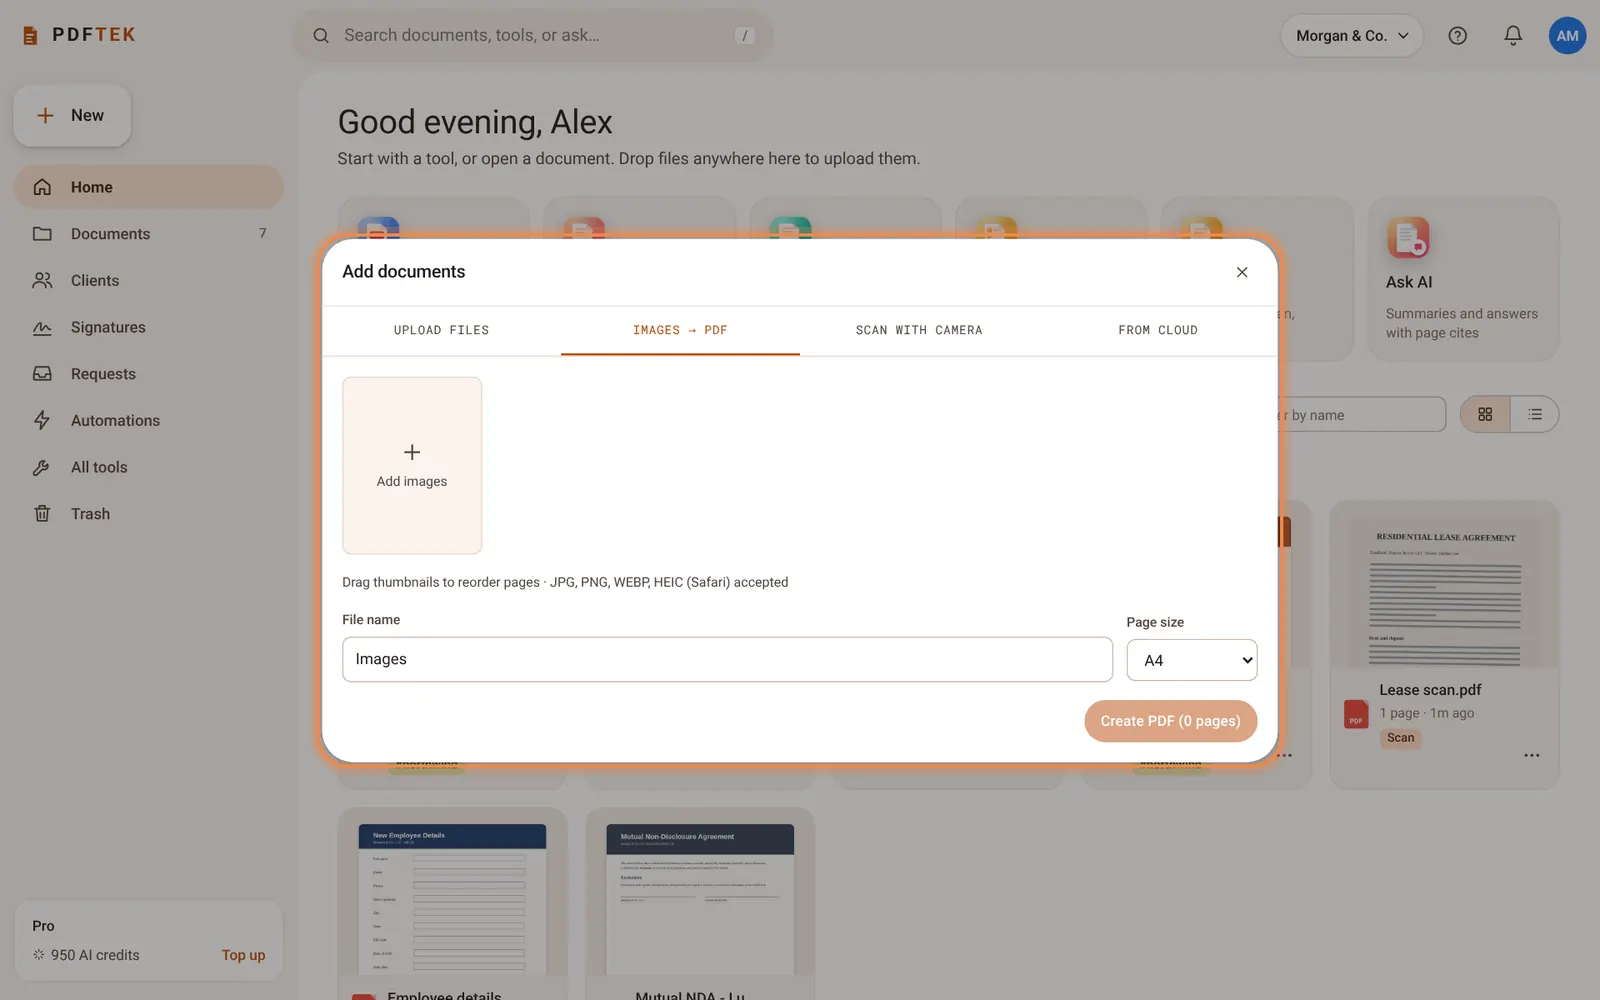 PDFTEK
Search documents, tools, or ask...
/
Morgan & Co.
AM
New
Home
Documents
7
Clients
Signatures
Requests
Automations
All tools
Trash
Pro
950 AI credits
Top up
Good evening, Alex
Start with a tool, or open a document. Drop files anywhere here to upload them.
Ask AI
Summaries and answers
with page cites
by name
Add documents
UPLOAD FILES
IMAGES → PDF
SCAN WITH CAMERA
FROM CLOUD
Add images
Drag thumbnails to reorder pages · JPG, PNG, WEBP, HEIC (Safari) accepted
File name
Images
Page size
A4
Create PDF (0 pages)
RESIDENTIAL LEASE AGREEMENT
Rent and deposit
Lease scan.pdf
PDF
1 page · 1m ago
Scan
New Employee Details
Employee details
Mutual Non-Disclosure Agreement
Mutual NDA - Lu